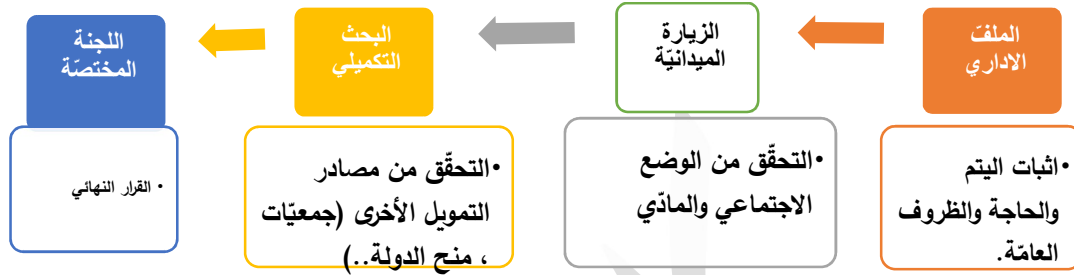 الملفّ
الاداري
•اثبات اليتم
والحاجة والظروف
العامّة.
الزيارة
الميدانيّة
•التحقّق من الوضع
الاجتماعي والمادّي
البحث
التكميلي
•التحقّق من مصادر
التمويل الأخرى (جمعيّات
، منح الدولة..)
اللجنة
المختصّة
• القرار النهائي